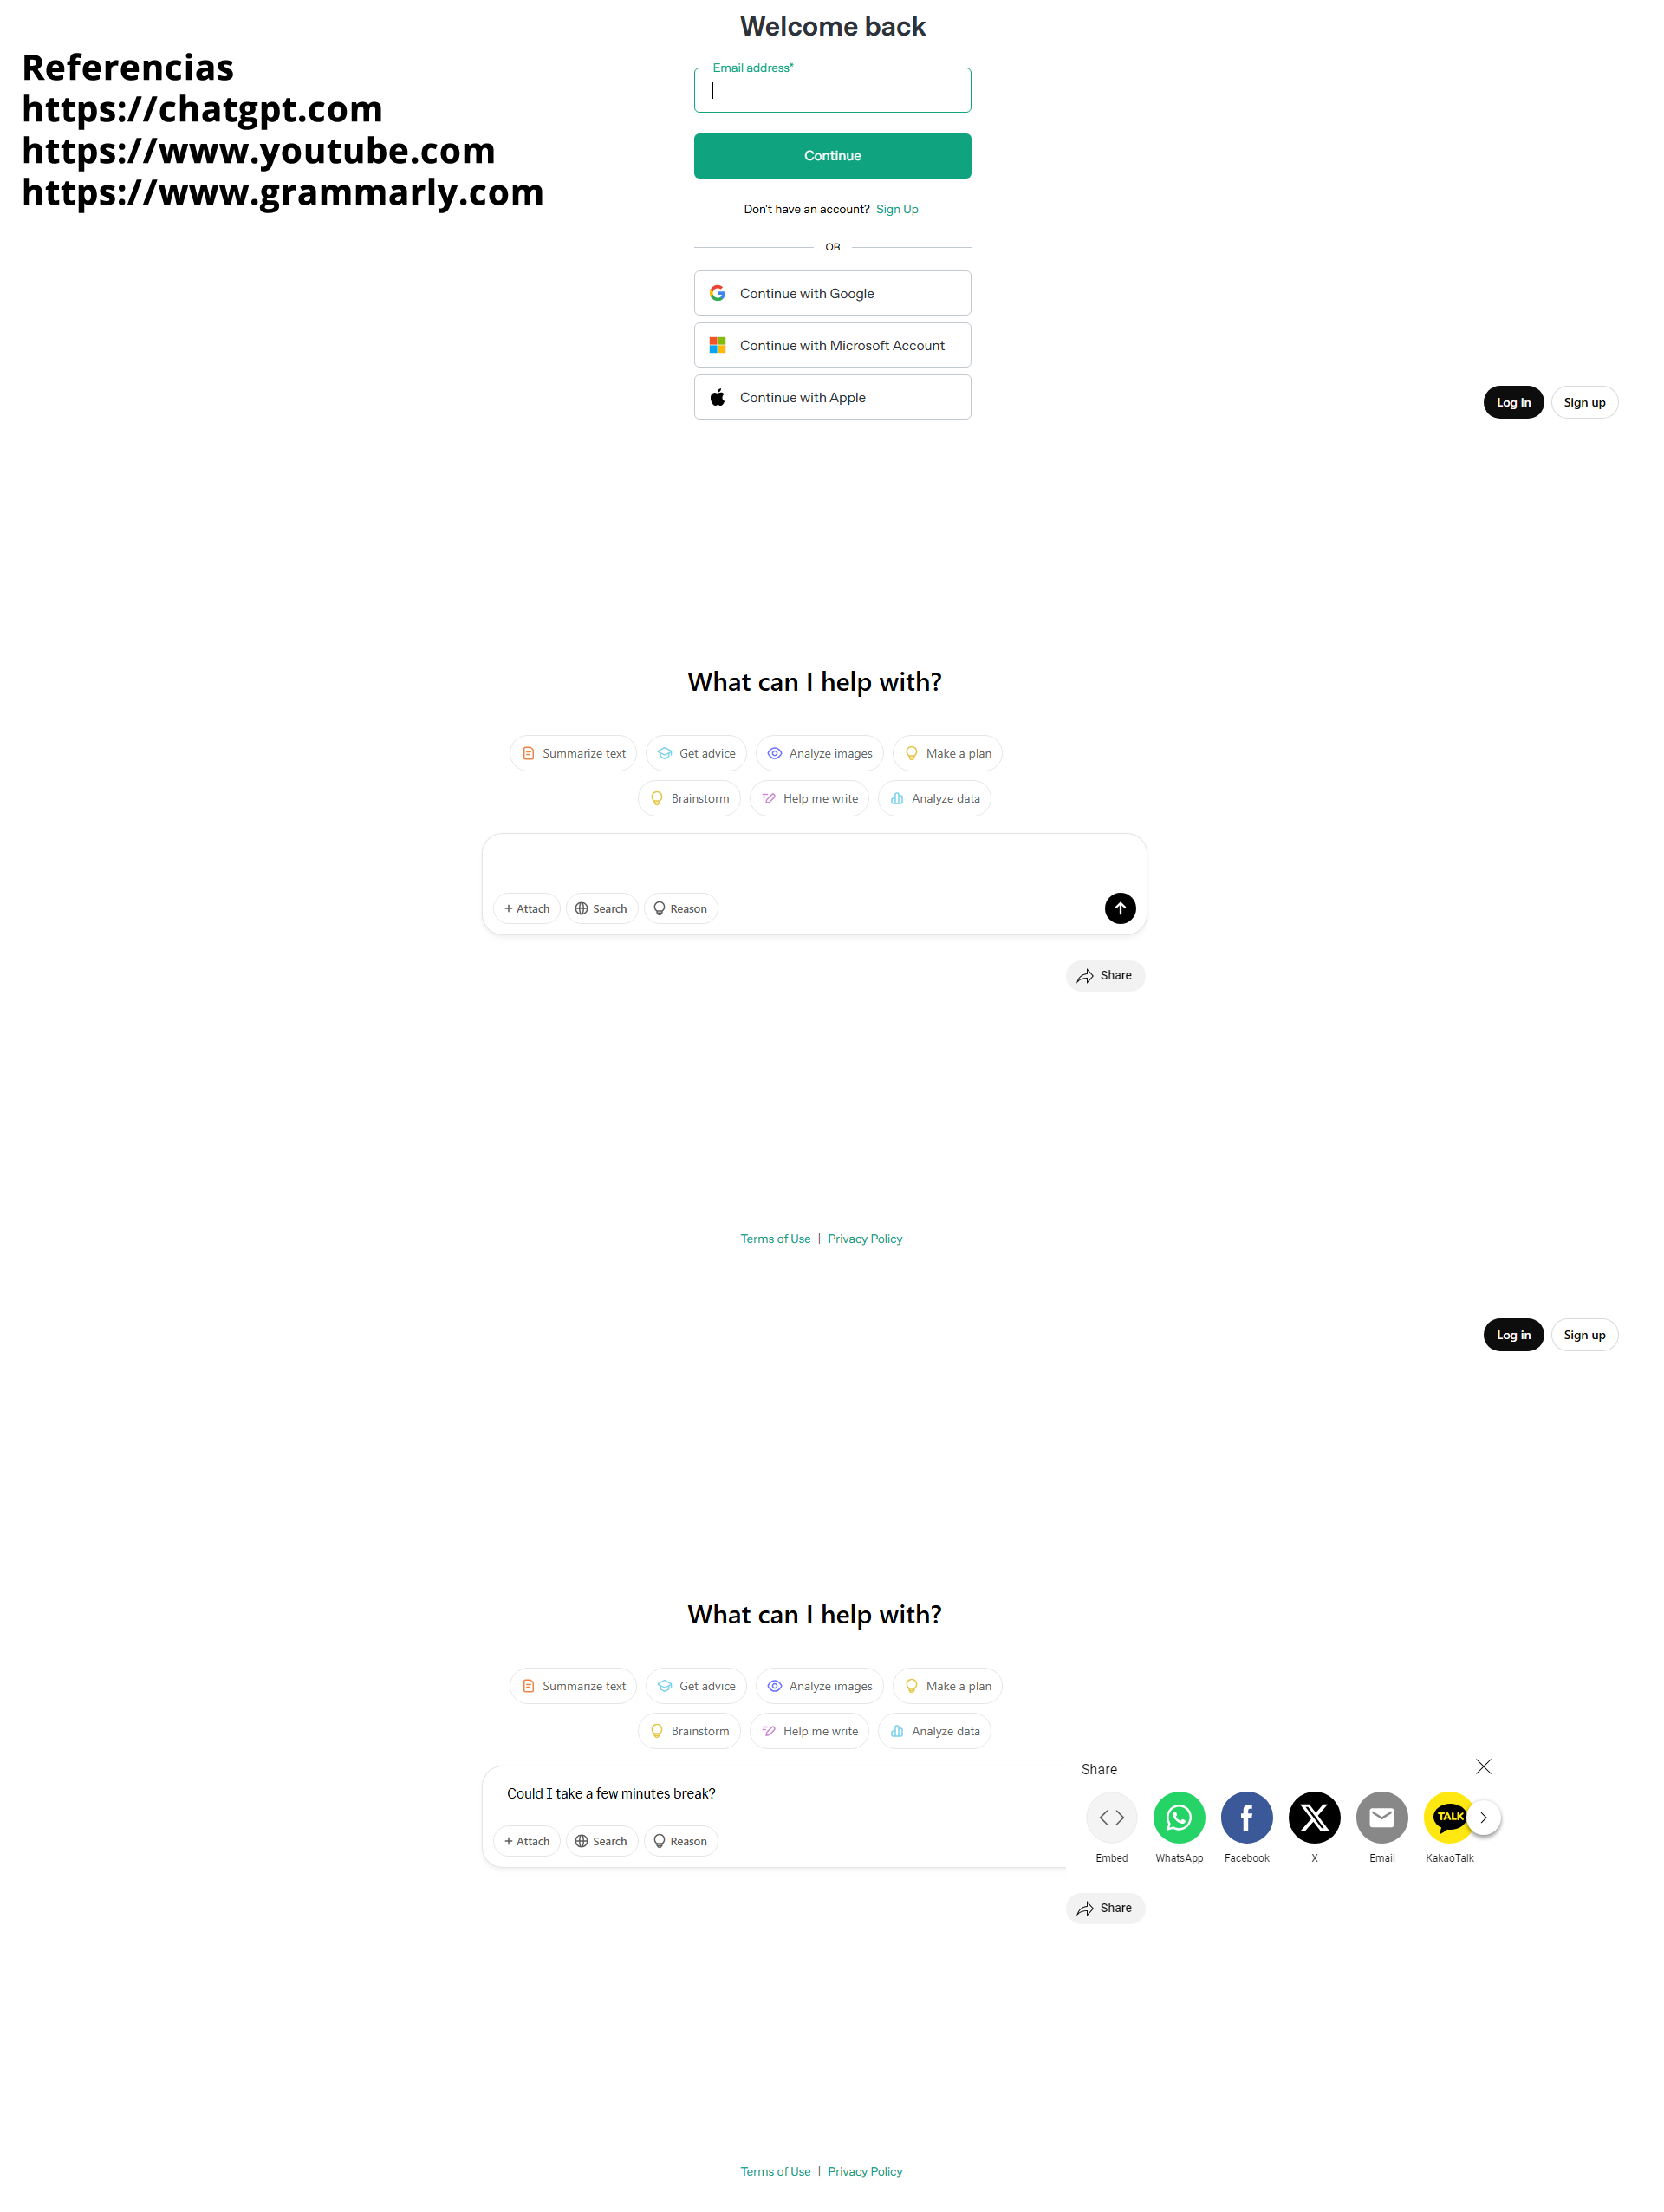 Welcome back
Referencias
https://chatgpt.com
https://www.youtube.com
https://www.grammarly.com
Email address*
Continue
Don't have an account? Sign Up
OR
Continue with Google
Continue with Microsoft Account
Continue with Apple
Log in Sign up
What can I help with?
Summarize text Get advice Analyze images Make a plan
Brainstorm Help me write Analyze data
+ Attach Search Reason
Share
Terms of Use | Privacy Policy
Log in Sign up
What can I help with?
Summarize text Get advice Analyze images Make a plan
Brainstorm Help me write Analyze data
Share
Could I take a few minutes break?
TALK
+ Attach Search Reason
Embed WhatsApp Facebook X Email KakaoTalk
Share
Terms of Use | Privacy Policy